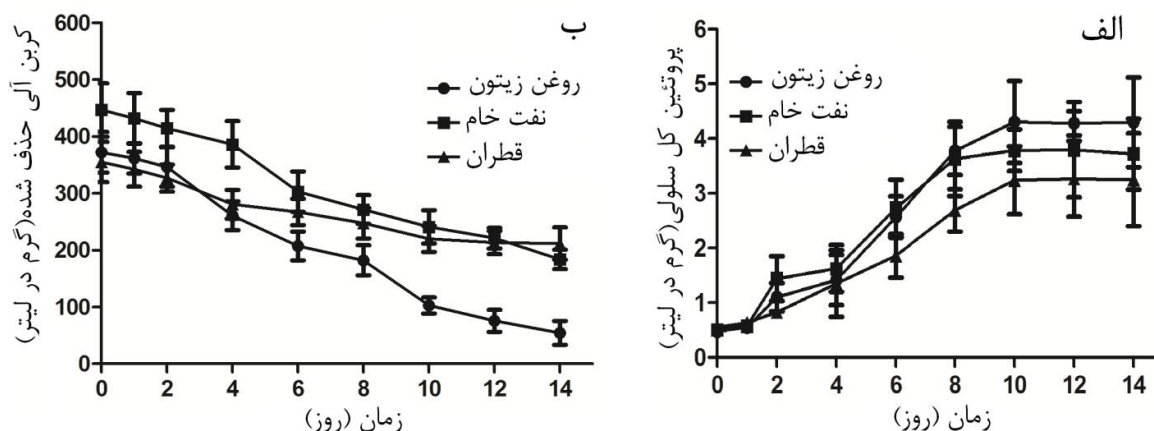 الف
پروتئین کل سلولی(گرم در لیتر)
6
5
4
3
2
1
0
روغن زیتون
نفت خام
قطران
0 2 4 6 8 10 12 14
زمان (روز)
ب
کربن آلی حذف شده(گرم در لیتر)
600
500
400
300
200
100
0
روغن زیتون
نفت خام
قطران
0 2 4 6 8 10 12 14
زمان (روز)